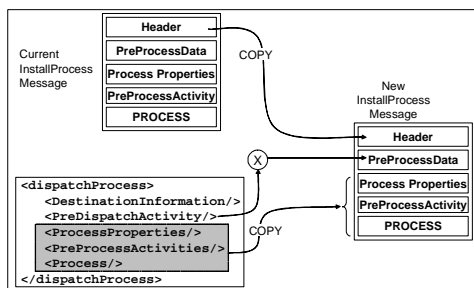 Current
InstallProcess
Message
Header
PreProcessData
Process Properties
PreProcessActivity
PROCESS
COPY
New
InstallProcess
Message
Header
PreProcessData
Process Properties
PreProcessActivity
PROCESS
X
<dispatchProcess>
<DestinationInformation/>
<PreDispatchActivity/>
<ProcessProperties/>
<PreProcessActivities/>
<Process/>
</dispatchProcess>
COPY